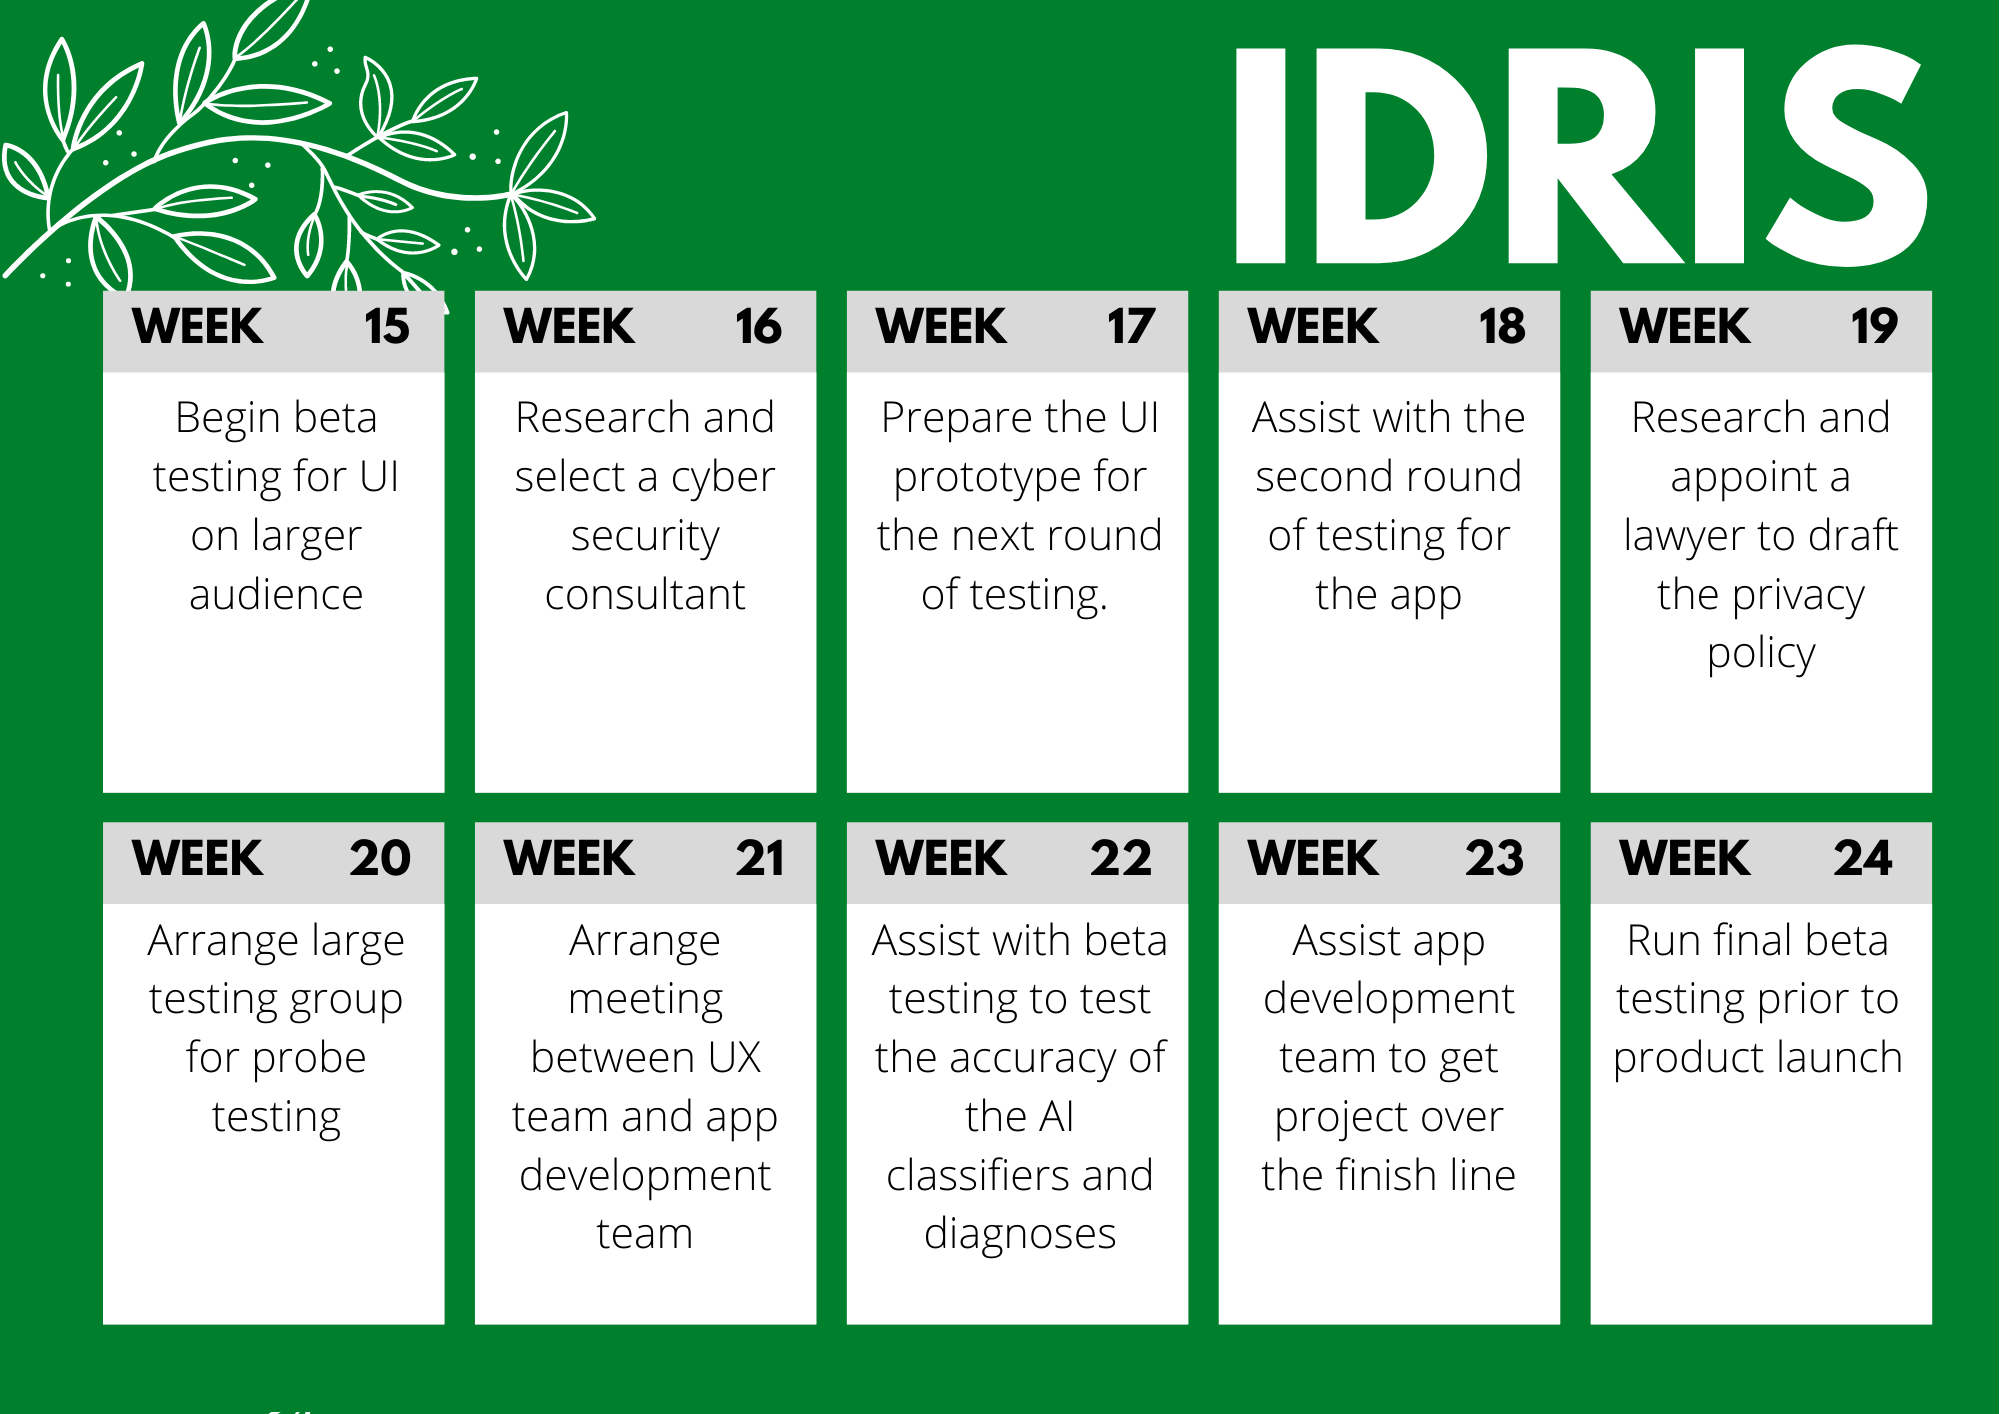 IDRIS
WEEK 15
Begin beta
testing for UI
on larger
audience
WEEK 16
Research and
select a cyber
security
consultant
WEEK 17
Prepare the UI
prototype for
the next round
of testing.
WEEK 18
Assist with the
second round
of testing for
the app
WEEK 19
Research and
appoint a
lawyer to draft
the privacy
policy
WEEK 20
Arrange large
testing group
for probe
testing
WEEK 21
Arrange
meeting
between UX
team and app
development
team
WEEK 22
Assist with beta
testing to test
the accuracy of
the AI
classifiers and
diagnoses
WEEK 23
Assist app
development
team to get
project over
the finish line
WEEK 24
Run final beta
testing prior to
product launch